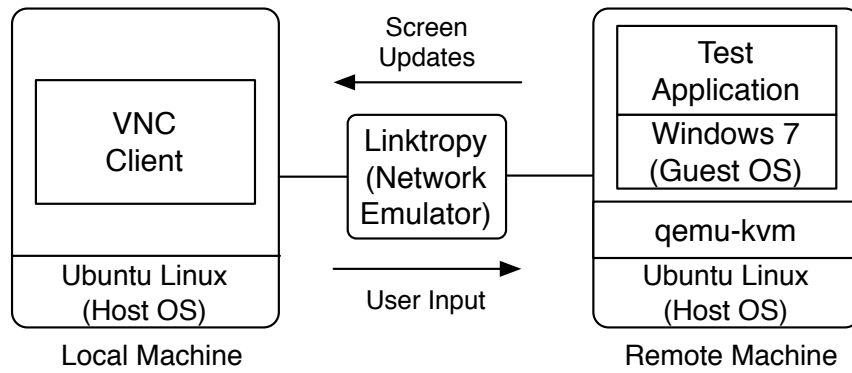 Screen
Updates
VNC
Client
Linktropy
(Network
Emulator)
User Input
Ubuntu Linux
(Host OS)
Local Machine
Test
Application
Windows 7
(Guest OS)
qemu-kvm
Ubuntu Linux
(Host OS)
Remote Machine